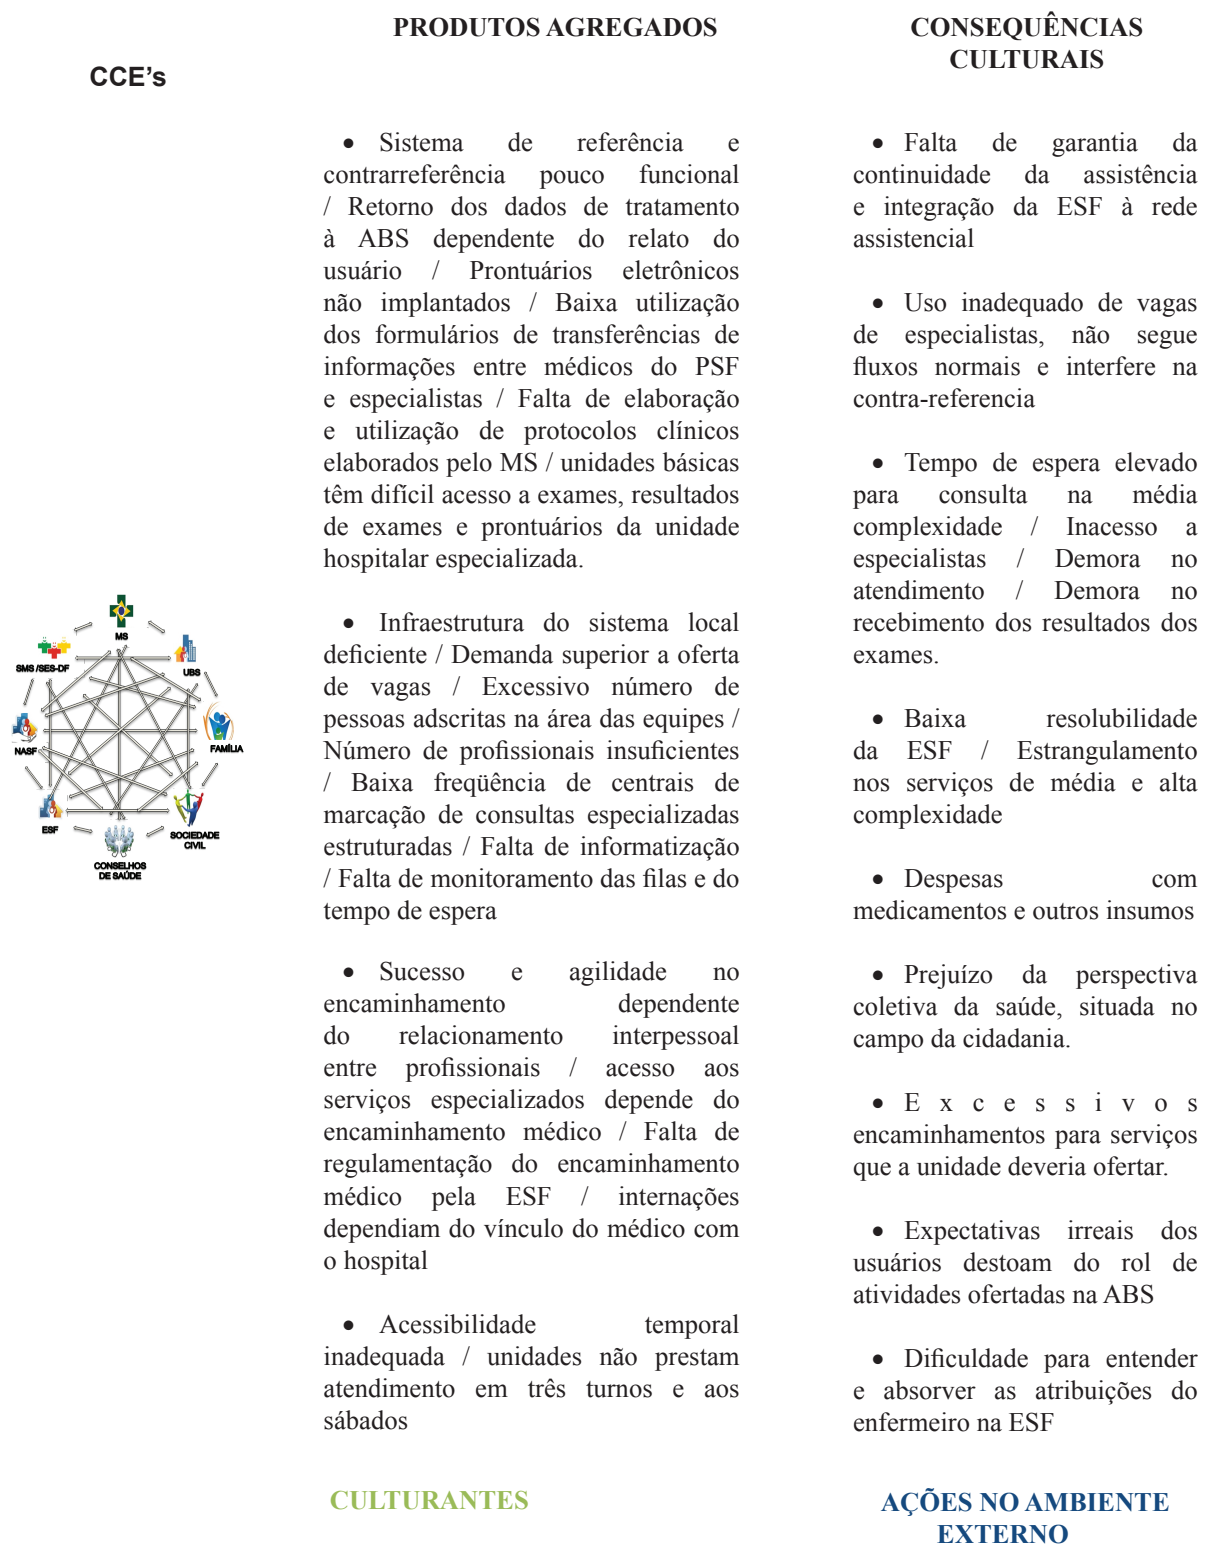 CCE’s
PRODUTOS AGREGADOS
• Sistema de referência e
contrarreferência pouco funcional
/ Retorno dos dados de tratamento
à ABS dependente do relato do
usuário / Prontuários eletrônicos
não implantados / Baixa utilização
dos formulários de transferências de
informações entre médicos do PSF
e especialistas / Falta de elaboração
e utilização de protocolos clínicos
elaborados pelo MS / unidades básicas
têm difícil acesso a exames, resultados
de exames e prontuários da unidade
hospitalar especializada.
• Infraestrutura do sistema local
deficiente / Demanda superior a oferta
de vagas / Excessivo número de
pessoas adscritas na área das equipes /
Número de profissionais insuficientes
/ Baixa freqüência de centrais de
marcação de consultas especializadas
estruturadas / Falta de informatização
/ Falta de monitoramento das filas e do
tempo de espera
• Sucesso e agilidade no
encaminhamento dependente
do relacionamento interpessoal
entre profissionais / acesso aos
serviços especializados depende do
encaminhamento médico / Falta de
regulamentação do encaminhamento
médico pela ESF / internações
dependiam do vínculo do médico com
o hospital
• Acessibilidade temporal
inadequada / unidades não prestam
atendimento em três turnos e aos
sábados
CONSEQUÊNCIAS
CULTURAIS
• Falta de garantia da
continuidade da assistência
e integração da ESF à rede
assistencial
• Uso inadequado de vagas
de especialistas, não segue
fluxos normais e interfere na
contra-referencia
• Tempo de espera elevado
para consulta na média
complexidade / Inacesso a
especialistas / Demora no
atendimento / Demora no
recebimento dos resultados dos
exames.
• Baixa resolubilidade
da ESF / Estrangulamento
nos serviços de média e alta
complexidade
• Despesas com
medicamentos e outros insumos
• Prejuízo da perspectiva
coletiva da saúde, situada no
campo da cidadania.
• E x c e s s i v o s
encaminhamentos para serviços
que a unidade deveria ofertar.
• Expectativas irreais dos
usuários destoam do rol de
atividades ofertadas na ABS
• Dificuldade para entender
e absorver as atribuições do
enfermeiro na ESF
MS
SMS /SES-DF
UBS
NASF
FAMÍLIA
ESF
SOCIEDADE
CIVIL
CONSELHOS
DE SAÚDE
CULTURANTES
AÇÕES NO AMBIENTE
EXTERNO